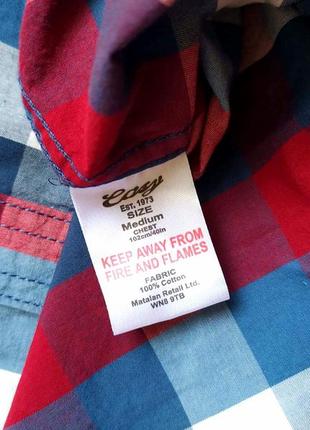 Easy
Est. 1973
SIZE
Medium
CHEST
102cm/40in
KEEP AWAY FROM
FIRE AND FLAMES
FABRIC
100% Cotton
Matalan Retail Ltd.
WN8 9TB